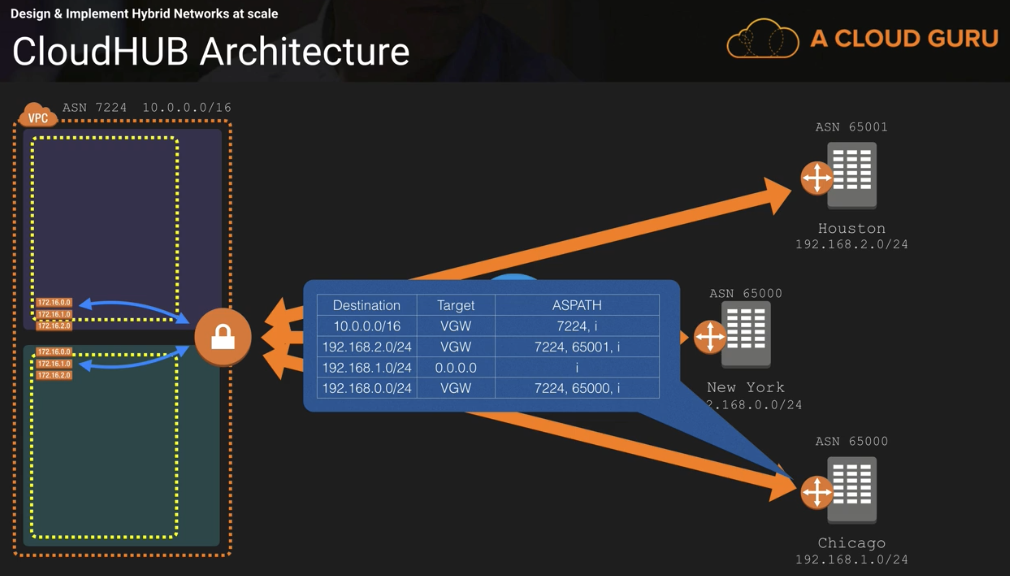 Design & Implement Hybrid Networks at scale
CloudHUB Architecture
A CLOUD GURU
VPC
ASN 7224 10.0.0.0/16
172.16.0.0
172.16.1.0
172.16.2.0
172.16.0.0
172.16.1.0
172.16.2.0
Destination Target ASPATH
10.0.0.0/16 VGW 7224, i
192.168.2.0/24 VGW 7224, 65001, i
192.168.1.0/24 0.0.0.0 i
192.168.0.0/24 VGW 7224, 65000, i
ASN 65001
Houston
192.168.2.0/24
ASN 65000
New York
2.168.0.0/24
ASN 65000
Chicago
192.168.1.0/24